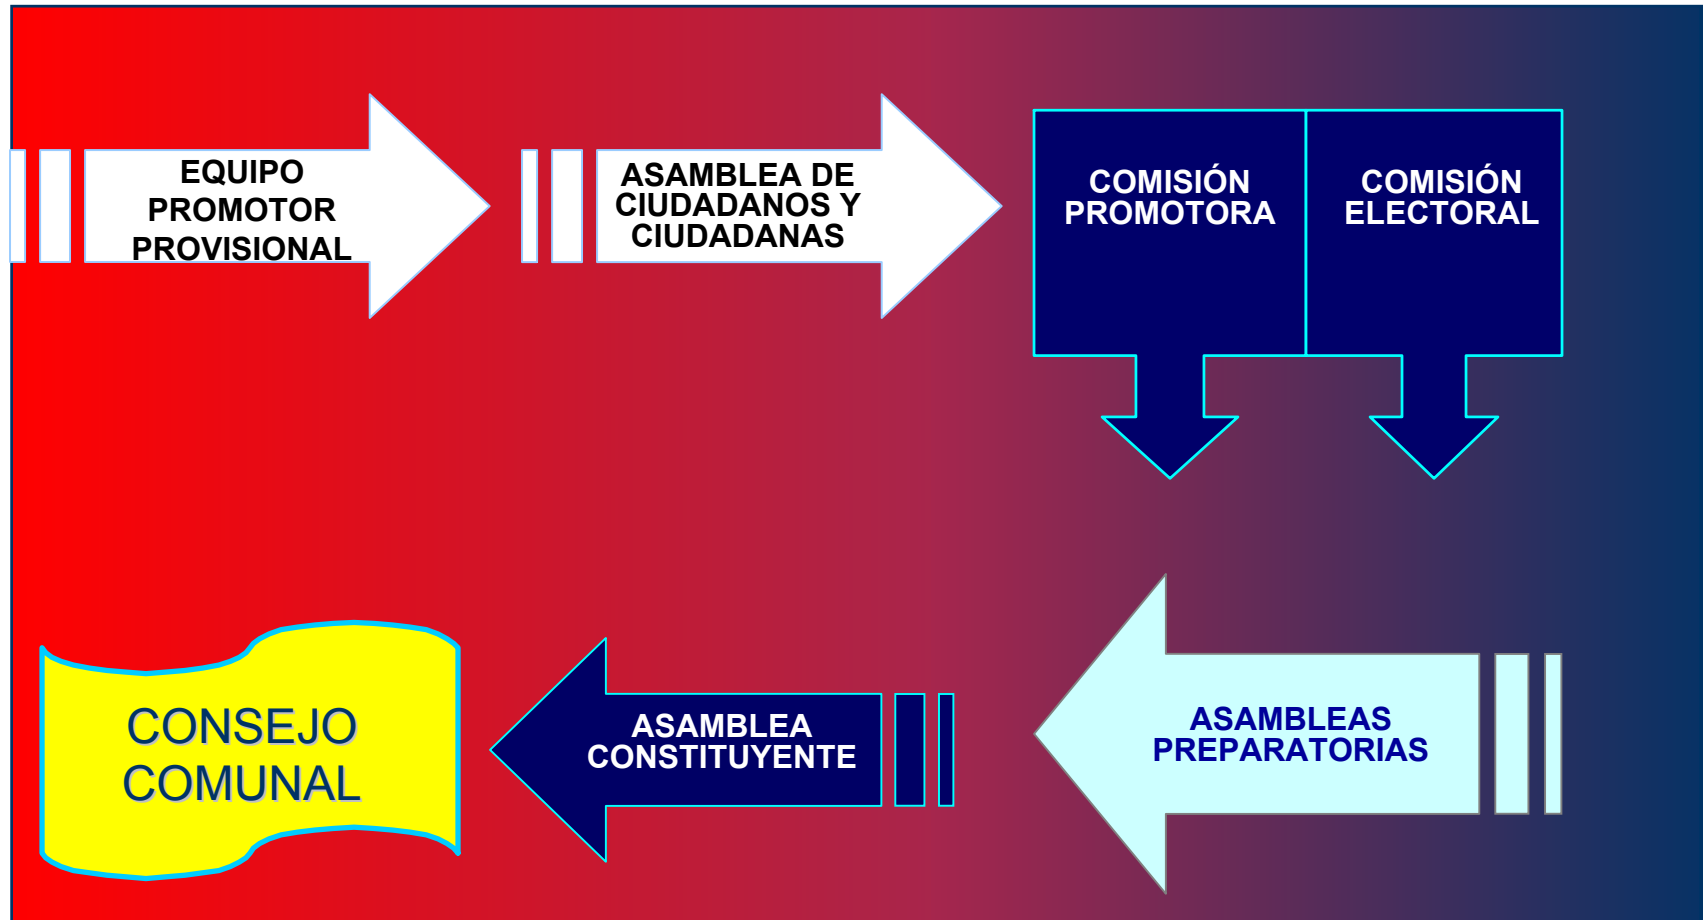 EQUIPO
PROMOTOR
PROVISIONAL
ASAMBLEA DE
CIUDADANOS Y
CIUDADANAS
COMISIÓN
PROMOTORA
COMISIÓN
ELECTORAL
ASAMBLEAS
PREPARATORIAS
ASAMBLEA
CONSTITUYENTE
CONSEJO
COMUNAL